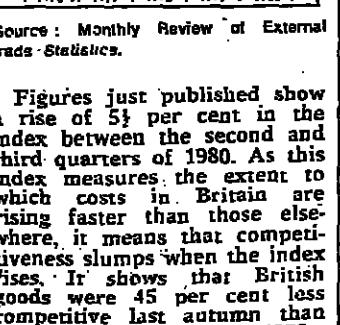 Source : Monthly Review of External
Trade Statistics.
Figures just published show
a rise of 5½ per cent in the
index between the second and
third quarters of 1980. As this
index measures the extent to
which costs in Britain are
rising faster than those else-
where, it means that competi-
tiveness slumps when the index
rises. It shows that British
goods were 45 per cent less
competitive last autumn than